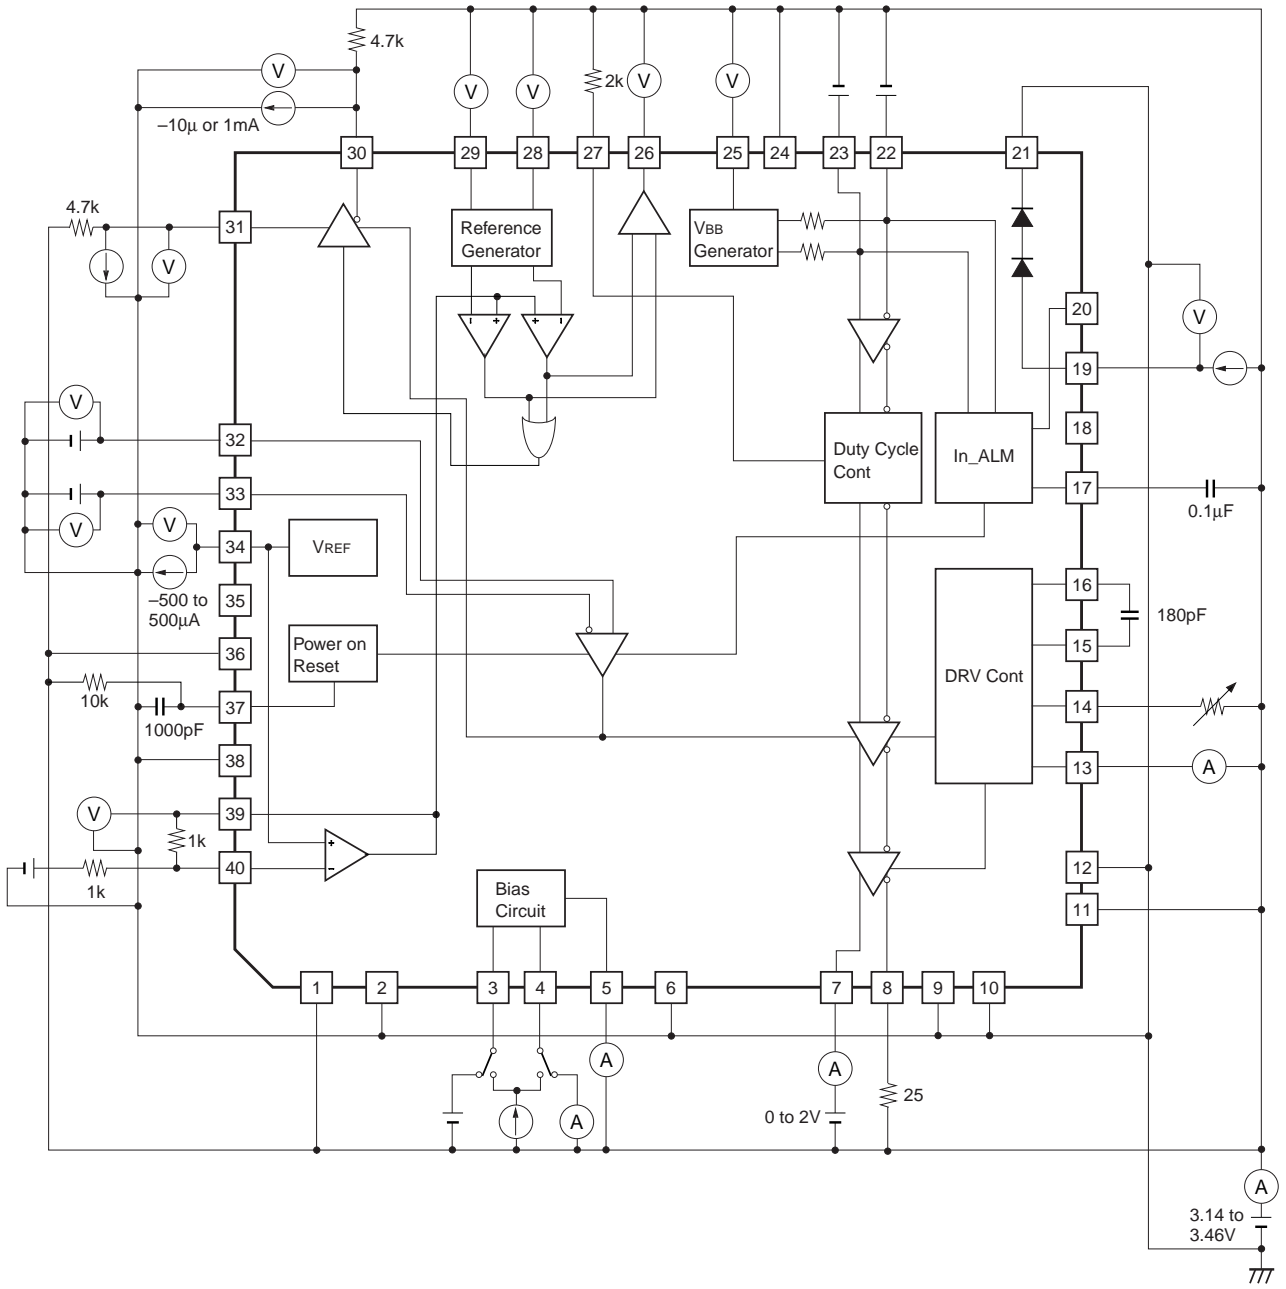 4.7k
V
2k
V
V
V
V
V
–10µ or 1mA
30
29
28
27
26
25
24
23
22
21
4.7k
31
Reference
Generator
VBB
Generator
V
20
V
19
V
32
18
Duty Cycle
Cont
In_ALM
33
17
0.1µF
V
V
34
VREF
–500 to
500µA
35
16
180pF
15
36
Power on
Reset
DRV Cont
10k
37
1000pF
14
38
13
A
V
39
1k
40
1k
12
11
Bias
Circuit
1
2
3
4
5
6
7
8
9
10
A
A
25
0 to 2V
A
A
3.14 to
3.46V
+
–
– + + –